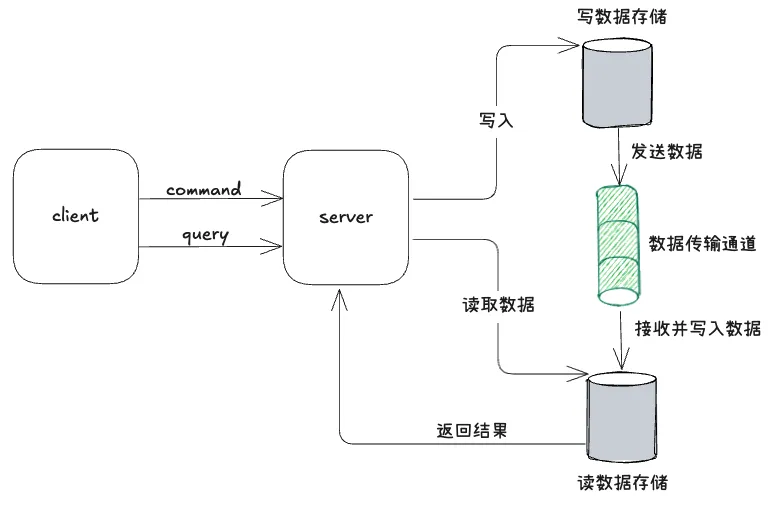 写数据存储
写入
发送数据
command
client
server
query
数据传输通道
读取数据
接收并写入数据
返回结果
读数据存储